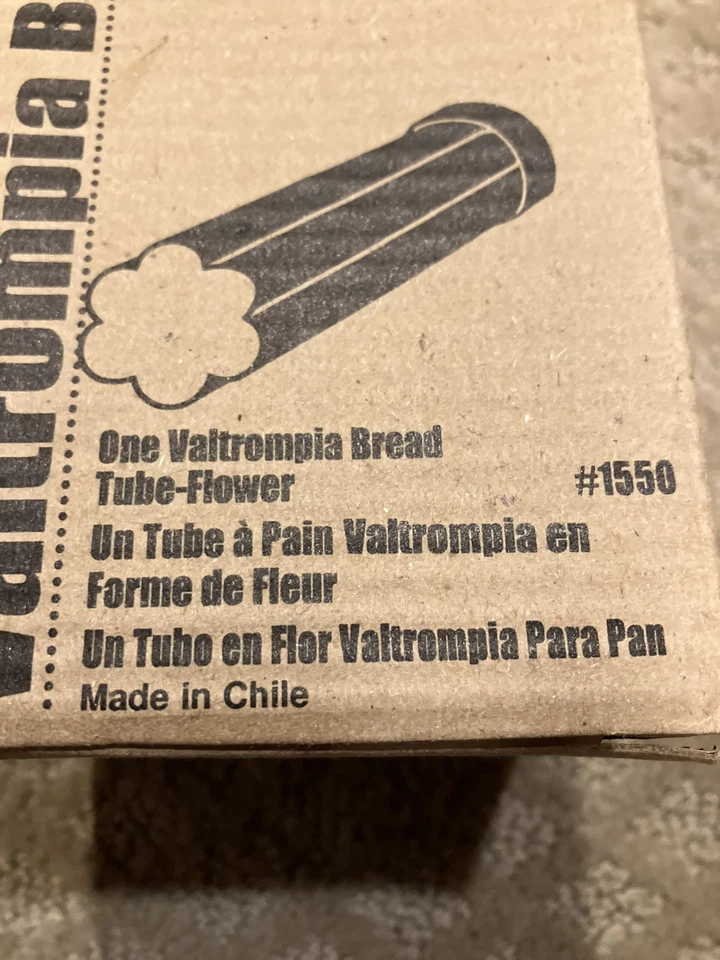 Valtrompia B
One Valtrompia Bread
Tube-Flower
#1550
Un Tube à Pain Valtrompia en
Forme de Fleur
Un Tubo en Flor Valtrompia Para Pan
Made in Chile